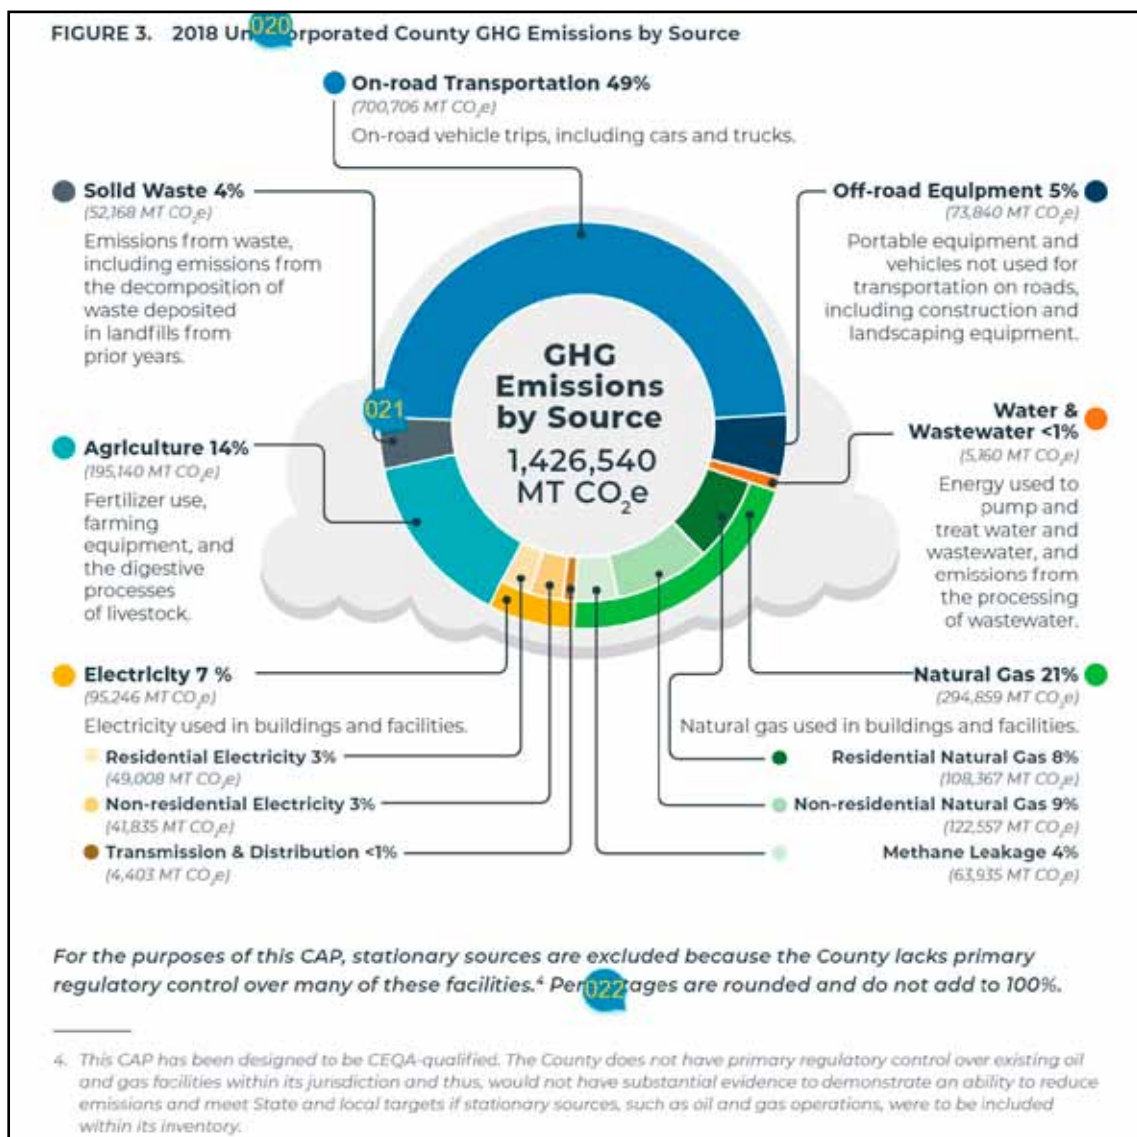 FIGURE 3. 2018 Un 020 orporated County GHG Emissions by Source
On-road Transportation 49%
(700,706 MT CO₂e)
On-road vehicle trips, including cars and trucks.
Solid Waste 4%
(52,168 MT CO₂e)
Emissions from waste,
including emissions from
the decomposition of
waste deposited
in landfills from
prior years.
Off-road Equipment 5%
(73,840 MT CO₂e)
Portable equipment and
vehicles not used for
transportation on roads,
including construction and
landscaping equipment.
021
GHG
Emissions
by Source
1,426,540
MT CO₂e
Agriculture 14%
(195,140 MT CO₂e)
Fertilizer use,
farming
equipment, and
the digestive
processes
of livestock.
Water &
Wastewater <1%
(5,160 MT CO₂e)
Energy used to
pump and
treat water and
wastewater, and
emissions from
the processing
of wastewater.
Electricity 7 %
(95,246 MT CO₂e)
Electricity used in buildings and facilities.
Residential Electricity 3%
(49,008 MT CO₂e)
Non-residential Electricity 3%
(41,835 MT CO₂e)
Transmission & Distribution <1%
(4,403 MT CO₂e)
Natural Gas 21%
(294,859 MT CO₂e)
Natural gas used in buildings and facilities.
Residential Natural Gas 8%
(108,367 MT CO₂e)
Non-residential Natural Gas 9%
(122,557 MT CO₂e)
Methane Leakage 4%
(63,935 MT CO₂e)
For the purposes of this CAP, stationary sources are excluded because the County lacks primary
regulatory control over many of these facilities.⁴ Per 022 tages are rounded and do not add to 100%.
4. This CAP has been designed to be CEQA-qualified. The County does not have primary regulatory control over existing oil
and gas facilities within its jurisdiction and thus, would not have substantial evidence to demonstrate an ability to reduce
emissions and meet State and local targets if stationary sources, such as oil and gas operations, were to be included
within its inventory.